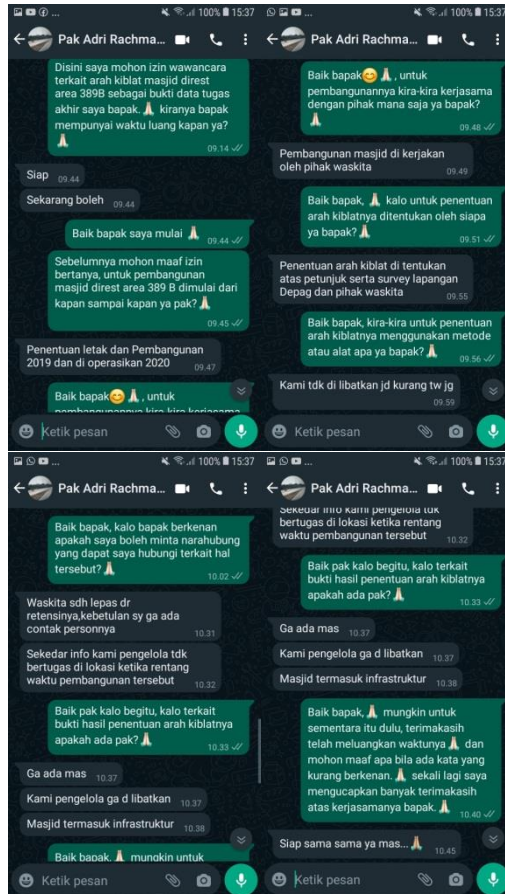 100% 15:37
Pak Adri Rachma...
Disini saya mohon izin wawancara
terkait arah kiblat masjid direst
area 389B sebagai bukti data tugas
akhir saya bapak.🙏 kiranya bapak
mempunyai waktu luang kapan ya?
🙏
09.14
Siap 09.44
Sekarang boleh 09.44
Baik bapak saya mulai 🙏 09.44
Sebelumnya mohon maaf izin
bertanya, untuk pembangunan
masjid direst area 389 B dimulai dari
kapan sampai kapan ya pak?🙏
09.45
Penentuan letak dan Pembangunan
2019 dan di operasikan 2020 09.47
Baik bapak😊🙏, untuk
pembangunannya kira-kira kerjasama
Ketik pesan
100% 15:37
Pak Adri Rachma...
Baik bapak😊🙏, untuk
pembangunannya kira-kira kerjasama
dengan pihak mana saja ya bapak?
🙏
09.48
Pembangunan masjid di kerjakan
oleh pihak waskita 09.49
Baik bapak, 🙏 kalo untuk penentuan
arah kiblatnya ditentukan oleh siapa
ya bapak?🙏 09.51
Penentuan arah kiblat di tentukan
atas petunjuk serta survey lapangan
Depag dan pihak waskita 09.55
Baik bapak, kira-kira untuk penentuan
arah kiblatnya menggunakan metode
atau alat apa ya bapak?🙏 09.56
Kami tdk di libatkan jd kurang tw jg
09.59
Ketik pesan
100% 15:37
Pak Adri Rachma...
Baik bapak, kalo bapak berkenan
apakah saya boleh minta narahubung
yang dapat saya hubungi terkait hal
tersebut?🙏 10.02
Waskita sdh lepas dr
retensinya,kebetulan sy ga ada
contak personnya 10.31
Sekedar info kami pengelola tdk
bertugas di lokasi ketika rentang
waktu pembangunan tersebut 10.32
Baik pak kalo begitu, kalo terkait
bukti hasil penentuan arah kiblatnya
apakah ada pak?🙏 10.33
Ga ada mas 10.37
Kami pengelola ga d libatkan 10.37
Masjid termasuk infrastruktur 10.38
Baik bapak, 🙏 mungkin untuk
Ketik pesan
100% 15:37
Pak Adri Rachma...
Sekedar info kami pengelola tdk
bertugas di lokasi ketika rentang
waktu pembangunan tersebut 10.32
Baik pak kalo begitu, kalo terkait
bukti hasil penentuan arah kiblatnya
apakah ada pak?🙏 10.33
Ga ada mas 10.37
Kami pengelola ga d libatkan 10.37
Masjid termasuk infrastruktur 10.38
Baik bapak, 🙏 mungkin untuk
sementara itu dulu, terimakasih
telah meluangkan waktunya 🙏 dan
mohon maaf apa bila ada kata yang
kurang berkenan. 🙏 sekali lagi saya
mengucapkan banyak terimakasih
atas kerjasamanya bapak. 🙏
10.40
Siap sama sama ya mas...🙏 10.45
Ketik pesan